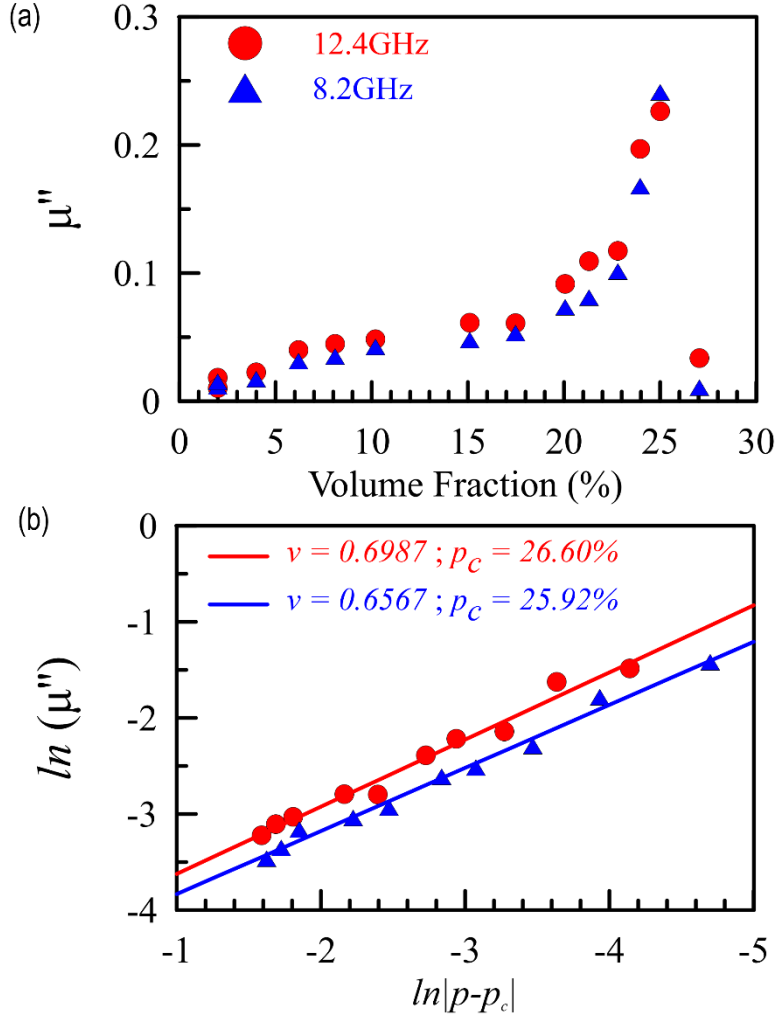 (a)
0.3
12.4GHz
8.2GHz
0.2
μ"
0.1
0
0 5 10 15 20 25 30
Volume Fraction (%)
(b)
0
v = 0.6987 ; pC = 26.60%
v = 0.6567 ; pC = 25.92%
-1
ln (μ")
-2
-3
-4
-1 -2 -3 -4 -5
ln|p-pc|